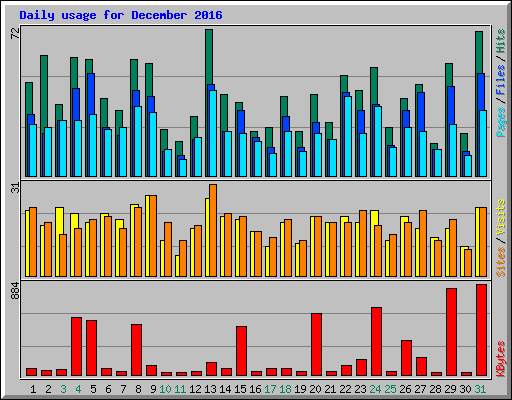 Daily usage for December 2016
72
Pages / Files / Hits
31
Sites / Visits
884
KBytes
1 2 3 4 5 6 7 8 9 10 11 12 13 14 15 16 17 18 19 20 21 22 23 24 25 26 27 28 29 30 31